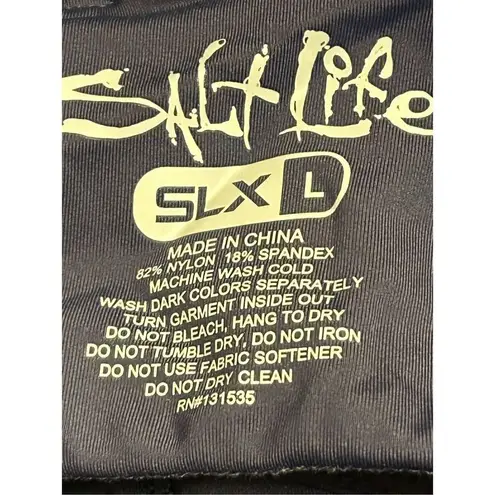 Salt Life
SLX L
MADE IN CHINA
82% NYLON 18% SPANDEX
MACHINE WASH COLD
WASH DARK COLORS SEPARATELY
TURN GARMENT INSIDE OUT
DO NOT BLEACH, HANG TO DRY
DO NOT TUMBLE DRY, DO NOT IRON
DO NOT USE FABRIC SOFTENER
DO NOT DRY CLEAN
RN#131535